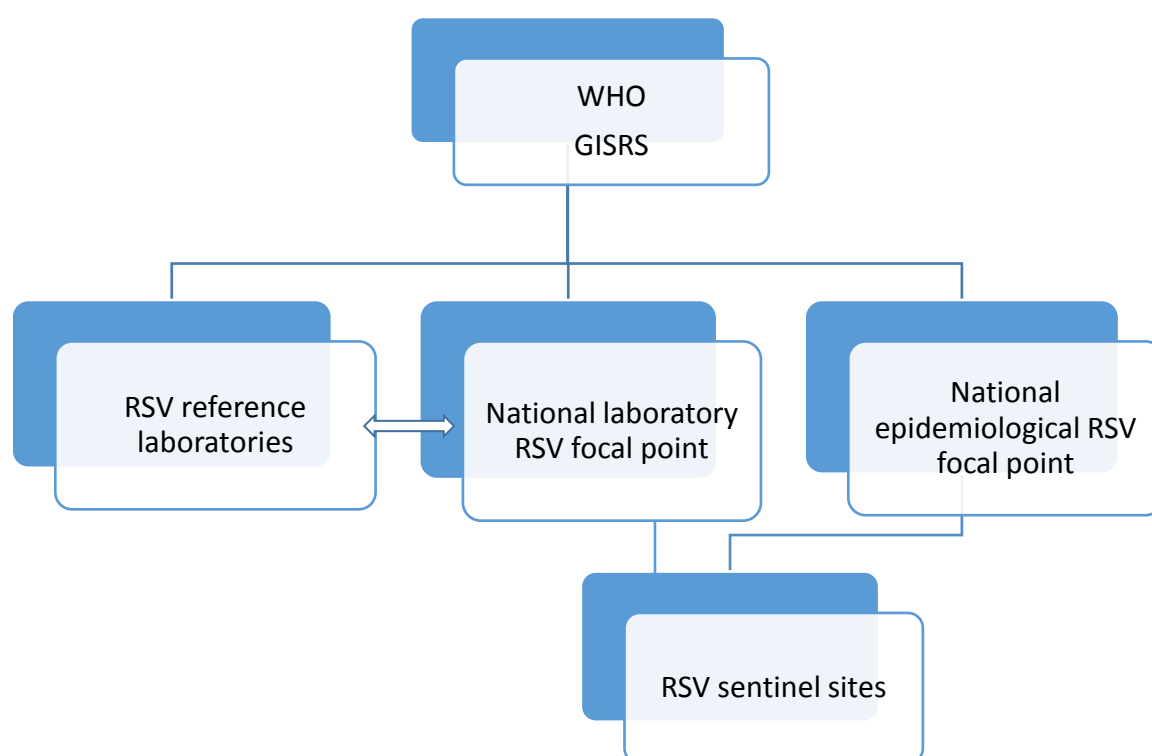 WHO
GISRS
RSV reference
laboratories
National laboratory
RSV focal point
National
epidemiological RSV
focal point
RSV sentinel sites